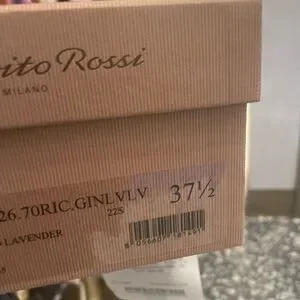 ito Rossi
MILANO
26.70RIC.GINLVLV 37½
22S
LAVENDER